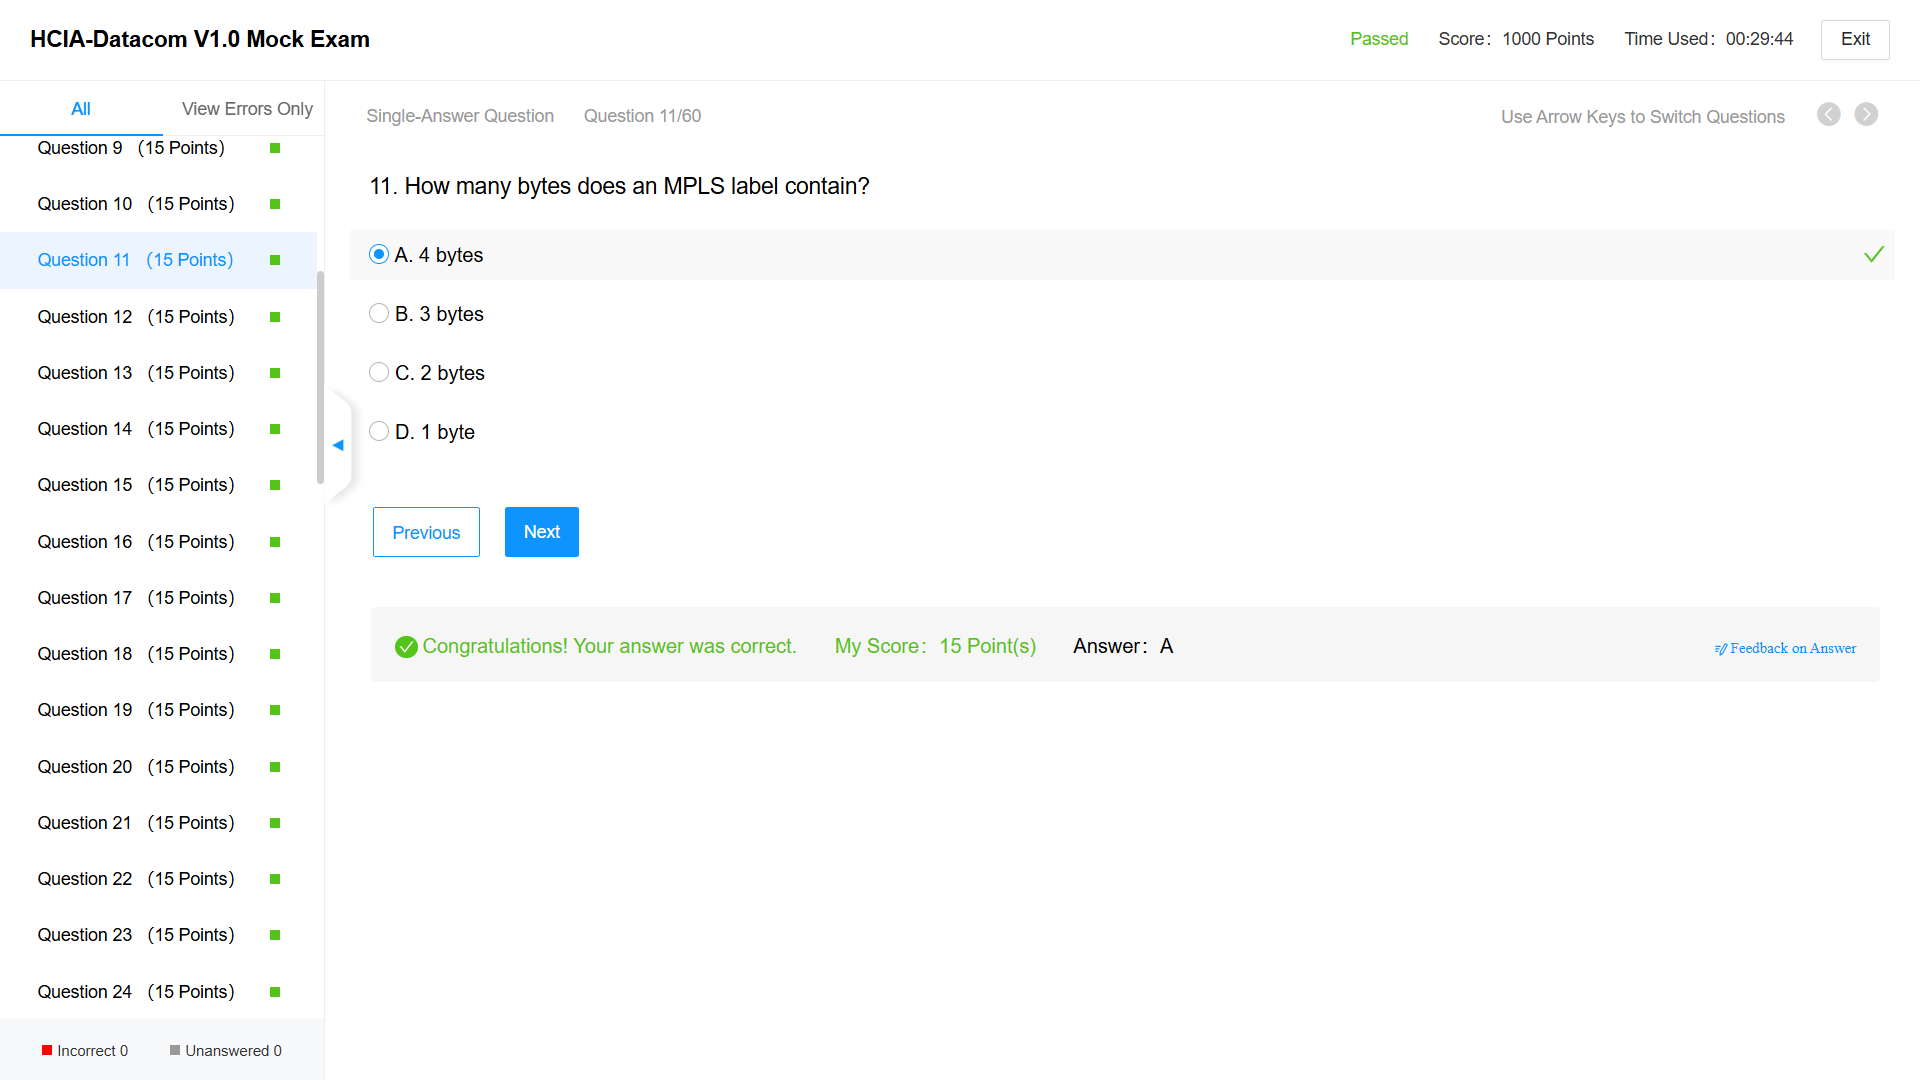 HCIA-Datacom V1.0 Mock Exam
Passed Score：1000 Points Time Used：00:29:44 Exit
All View Errors Only
Question 9 （15 Points）
Question 10 （15 Points）
Question 11 （15 Points）
Question 12 （15 Points）
Question 13 （15 Points）
Question 14 （15 Points）
Question 15 （15 Points）
Question 16 （15 Points）
Question 17 （15 Points）
Question 18 （15 Points）
Question 19 （15 Points）
Question 20 （15 Points）
Question 21 （15 Points）
Question 22 （15 Points）
Question 23 （15 Points）
Question 24 （15 Points）
Incorrect 0 Unanswered 0
Single-Answer Question Question 11/60 Use Arrow Keys to Switch Questions
11. How many bytes does an MPLS label contain?
A. 4 bytes
B. 3 bytes
C. 2 bytes
D. 1 byte
Previous Next
Congratulations! Your answer was correct. My Score：15 Point(s) Answer：A Feedback on Answer